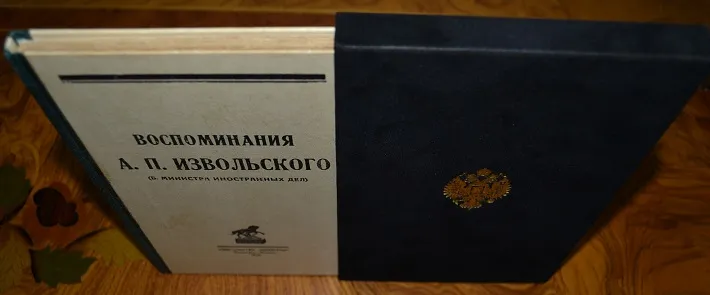 ВОСПОМИНАНИЯ
А. П. ИЗВОЛЬСКОГО
(Б. МИНИСТРА ИНОСТРАННЫХ ДЕЛ)